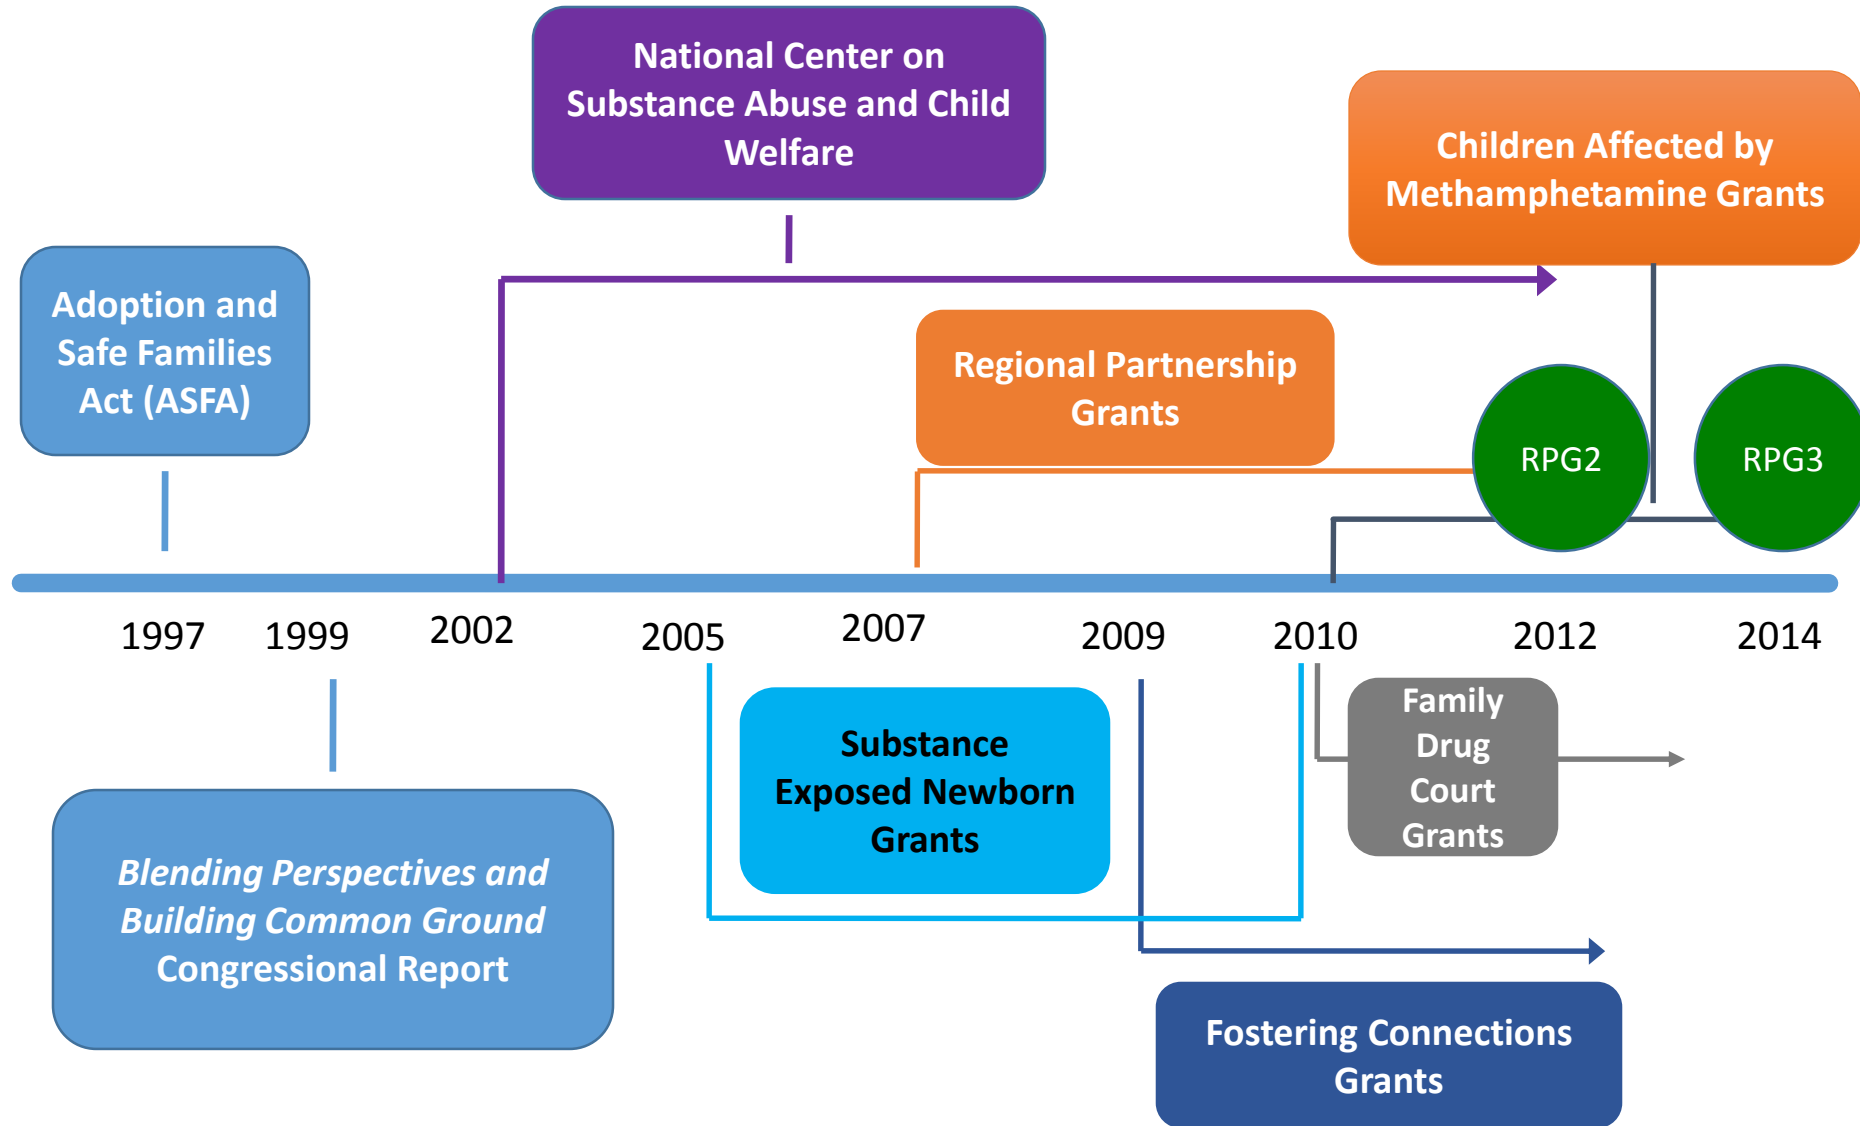 National Center on
Substance Abuse and Child
Welfare
Children Affected by
Methamphetamine Grants
Adoption and
Safe Families
Act (ASFA)
Regional Partnership
Grants
RPG2
RPG3
1997
1999
2002
2005
2007
2009
2010
2012
2014
Substance
Exposed Newborn
Grants
Family
Drug
Court
Grants
Blending Perspectives and
Building Common Ground
Congressional Report
Fostering Connections
Grants